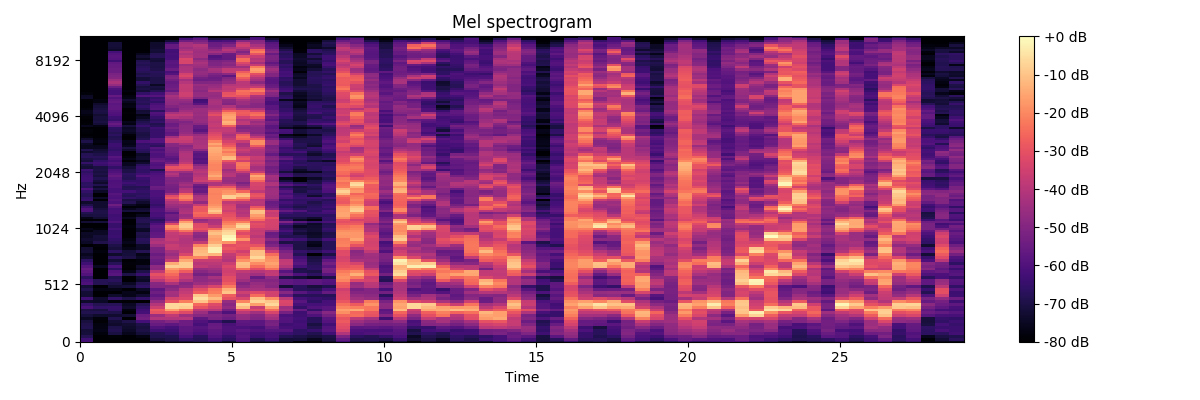 Mel spectrogram
Hz
8192
4096
2048
1024
512
0
0 5 10 15 20 25
Time
+0 dB
-10 dB
-20 dB
-30 dB
-40 dB
-50 dB
-60 dB
-70 dB
-80 dB